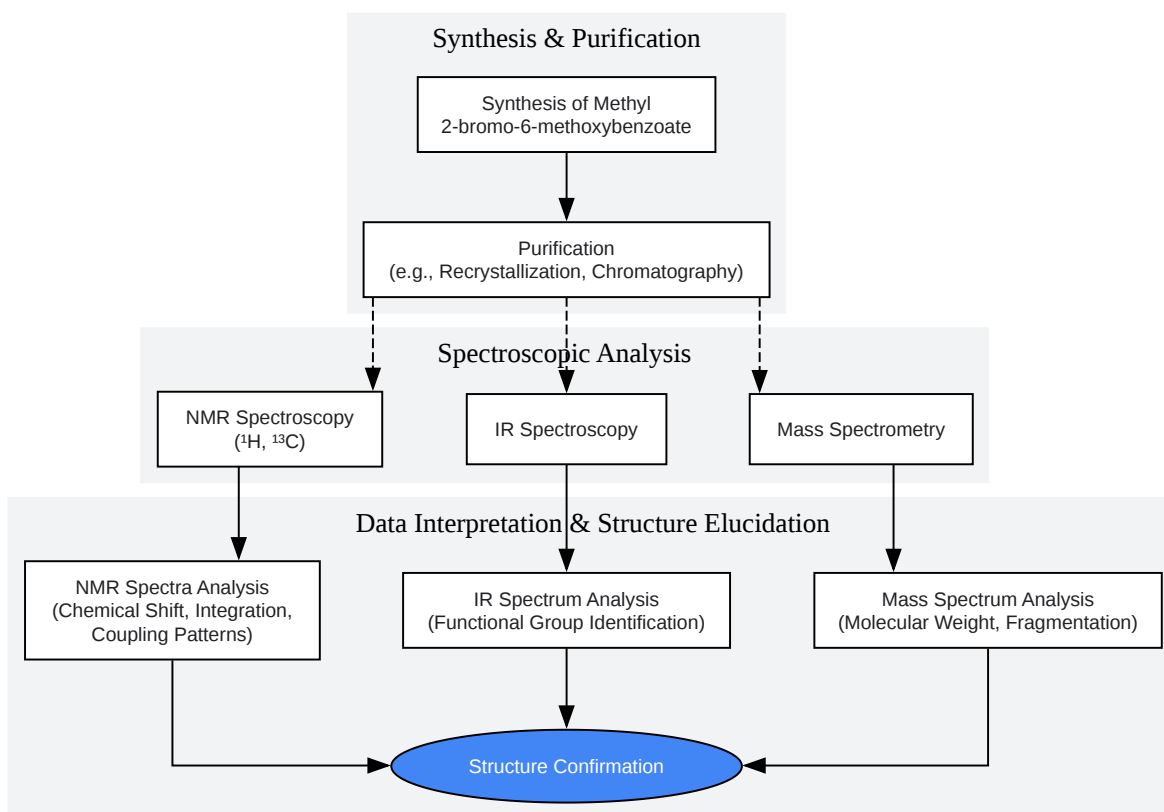 Synthesis & Purification
Synthesis of Methyl
2-bromo-6-methoxybenzoate
Purification
(e.g., Recrystallization, Chromatography)
Spectroscopic Analysis
NMR Spectroscopy
(¹H, ¹³C)
IR Spectroscopy
Mass Spectrometry
Data Interpretation & Structure Elucidation
NMR Spectra Analysis
(Chemical Shift, Integration,
Coupling Patterns)
IR Spectrum Analysis
(Functional Group Identification)
Mass Spectrum Analysis
(Molecular Weight, Fragmentation)
Structure Confirmation